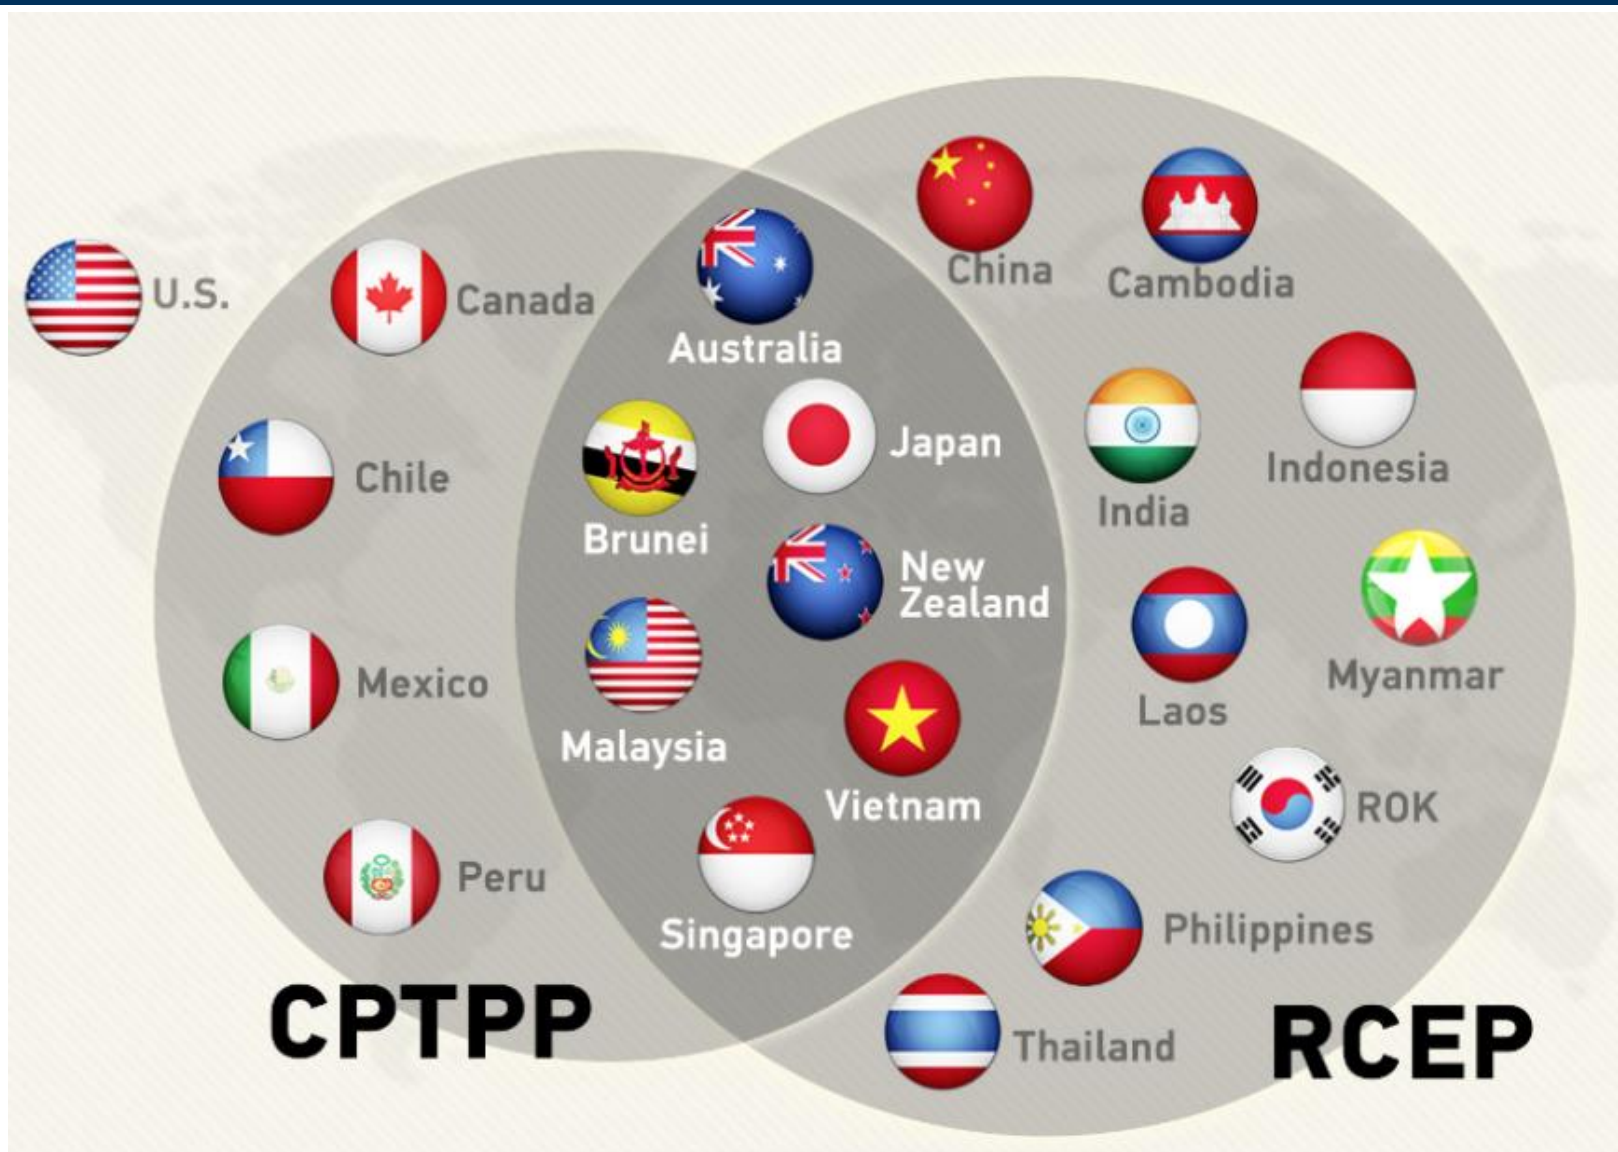 U.S.
Canada
Chile
Mexico
Peru
CPTPP
Australia
Brunei
Japan
New
Zealand
Malaysia
Vietnam
Singapore
China
Cambodia
India
Indonesia
Laos
Myanmar
ROK
Philippines
Thailand
RCEP